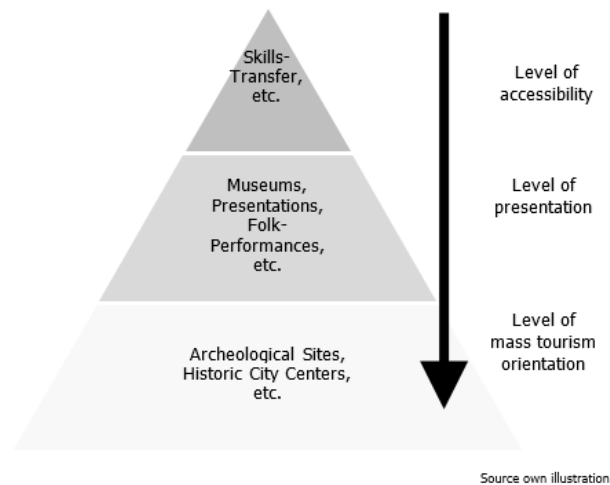 Skills-
Transfer,
etc.
Level of
accessibility
Museums,
Presentations,
Folk-
Performances,
etc.
Level of
presentation
Archeological Sites,
Historic City Centers,
etc.
Level of
mass tourism
orientation
Source own illustration